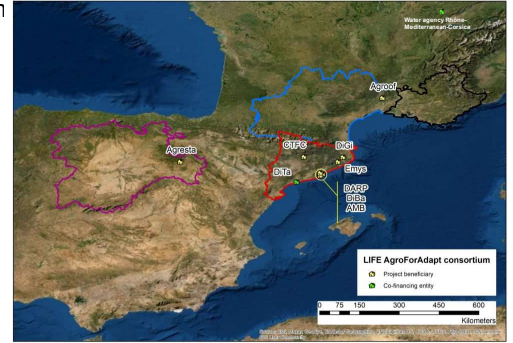 n
Water agency Rhône-
Mediterranean-Corsica
Agroof
Agresta
CTFC
DiGi
DiTa
Emys
DARP
DiBa
AMB
LIFE AgroForAdapt consortium
Project beneficiary
Co-financing entity
0 75 150 300 450 600
Kilometers